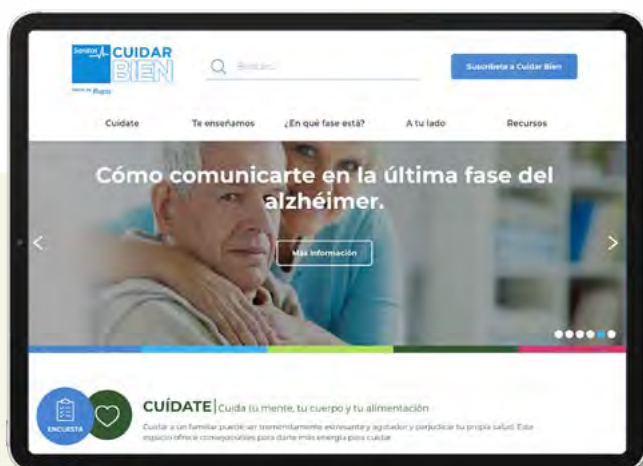 Sanitas
CUIDAR
BIEN
Parte de Bupa
Buscar...
Suscríbete a Cuidar Bien
Cuídate
Te enseñamos
¿En qué fase está?
A tu lado
Recursos
Cómo comunicarte en la última fase del
alzhéimer.
Más información
ENCUESTA
CUÍDATE | Cuida tu mente, tu cuerpo y tu alimentación
Cuidar a un familiar puede ser tremendamente estresante y agotador y perjudicar tu propia salud. Este
espacio ofrece consejos útiles para darte más energía para cuidar